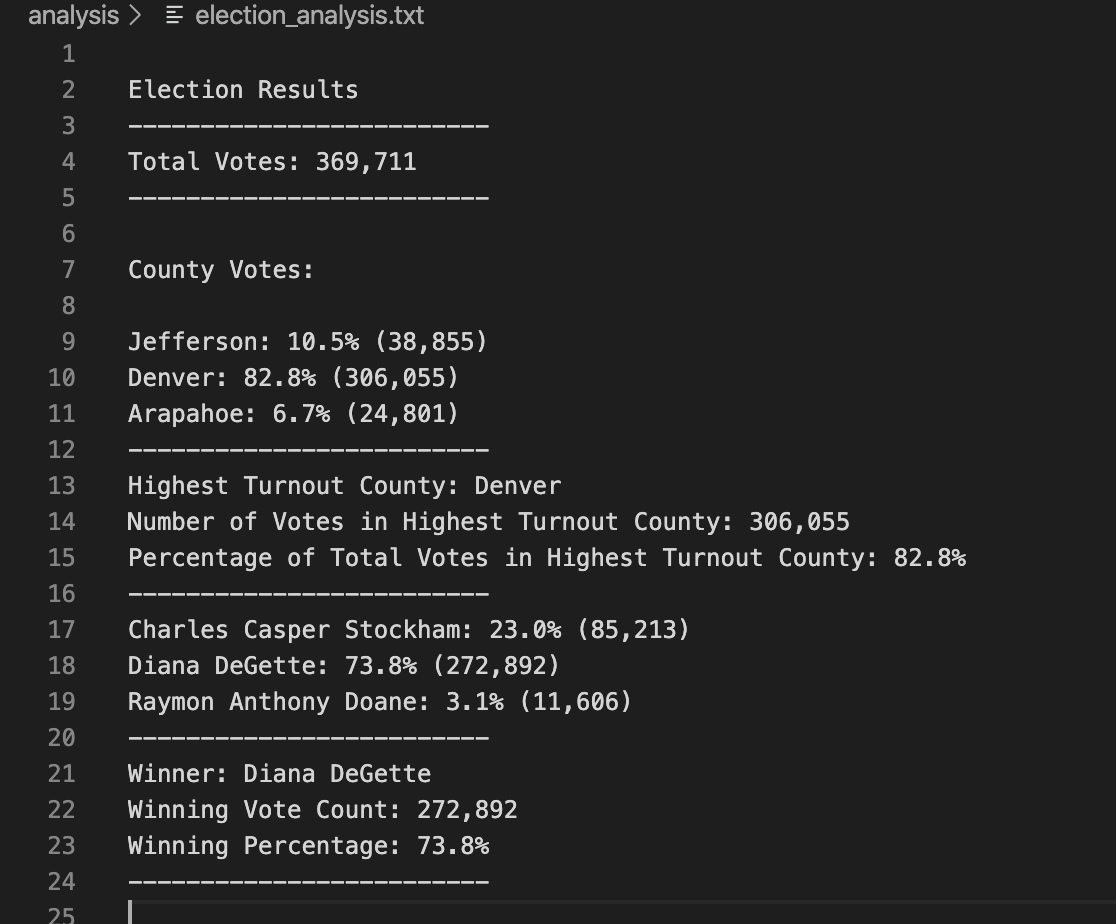 analysis > election_analysis.txt
1
2 Election Results
3 -------------------------
4 Total Votes: 369,711
5 -------------------------
6
7 County Votes:
8
9 Jefferson: 10.5% (38,855)
10 Denver: 82.8% (306,055)
11 Arapahoe: 6.7% (24,801)
12 -------------------------
13 Highest Turnout County: Denver
14 Number of Votes in Highest Turnout County: 306,055
15 Percentage of Total Votes in Highest Turnout County: 82.8%
16 -------------------------
17 Charles Casper Stockham: 23.0% (85,213)
18 Diana DeGette: 73.8% (272,892)
19 Raymon Anthony Doane: 3.1% (11,606)
20 -------------------------
21 Winner: Diana DeGette
22 Winning Vote Count: 272,892
23 Winning Percentage: 73.8%
24 -------------------------
25